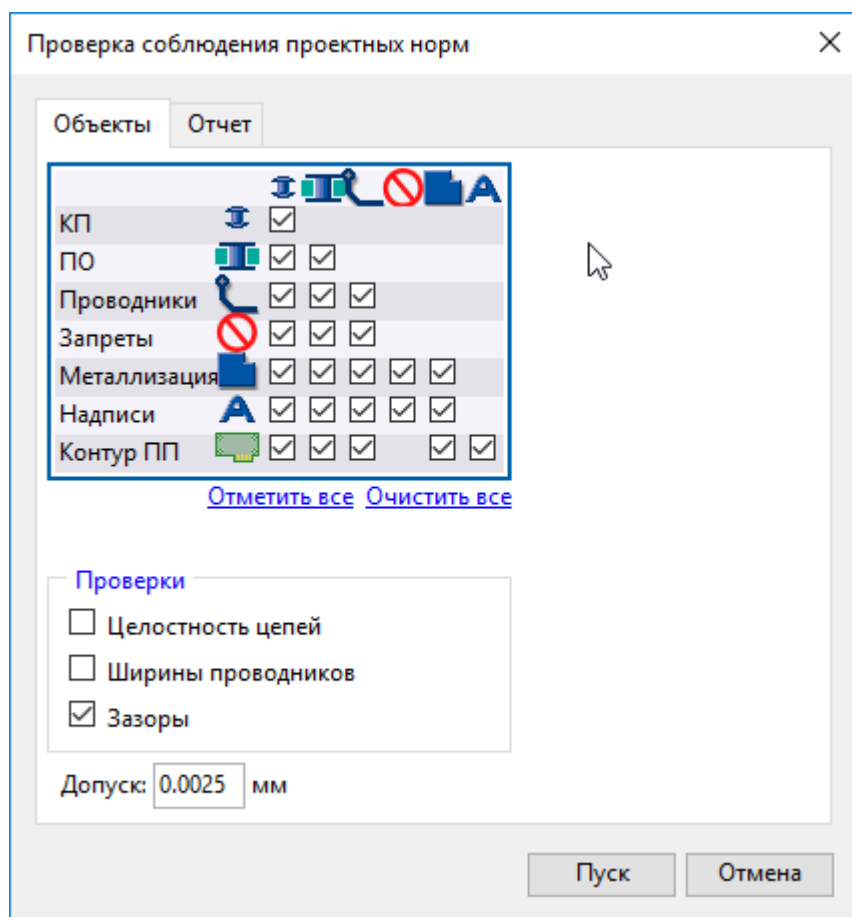 Проверка соблюдения проектных норм
Объекты Отчет
КП
ПО
Проводники
Запреты
Металлизация
Надписи
Контур ПП
Отметить все Очистить все
Проверки
Целостность цепей
Ширины проводников
Зазоры
Допуск: 0.0025 мм
Пуск Отмена